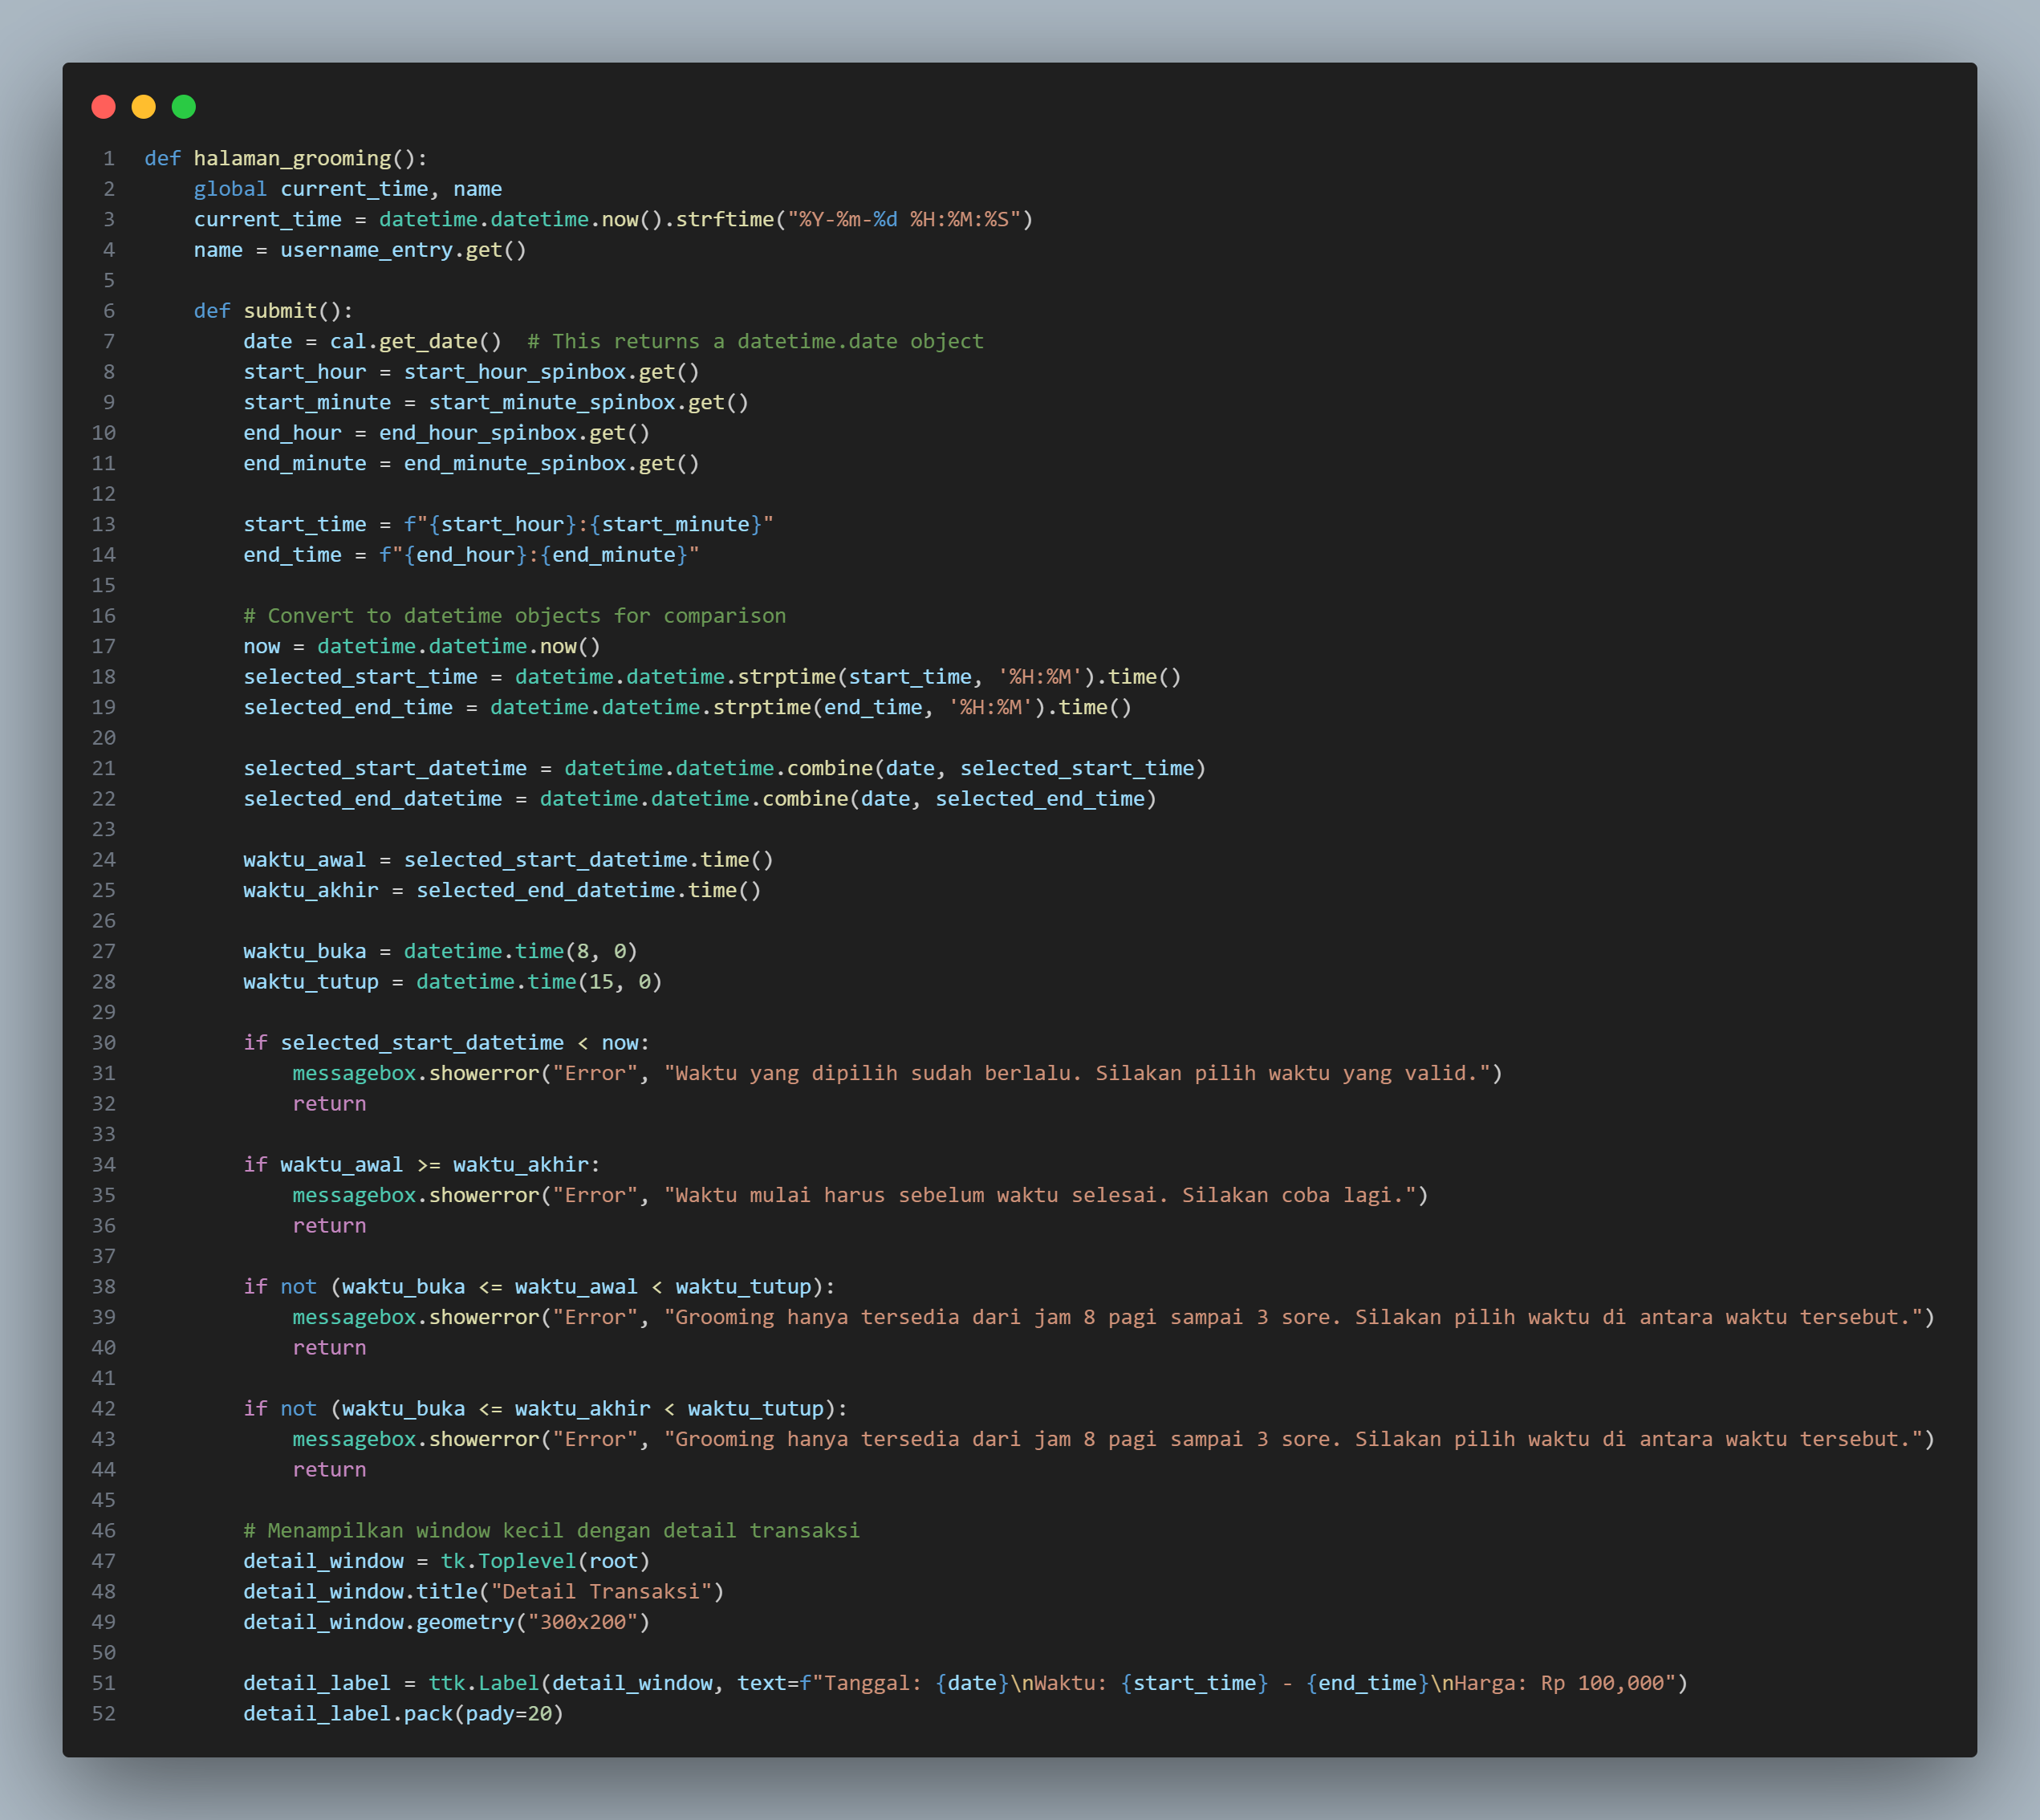 1 def halaman_grooming():
2     global current_time, name
3     current_time = datetime.datetime.now().strftime("%Y-%m-%d %H:%M:%S")
4     name = username_entry.get()
5
6     def submit():
7         date = cal.get_date()  # This returns a datetime.date object
8         start_hour = start_hour_spinbox.get()
9         start_minute = start_minute_spinbox.get()
10         end_hour = end_hour_spinbox.get()
11         end_minute = end_minute_spinbox.get()
12
13         start_time = f"{start_hour}:{start_minute}"
14         end_time = f"{end_hour}:{end_minute}"
15
16         # Convert to datetime objects for comparison
17         now = datetime.datetime.now()
18         selected_start_time = datetime.datetime.strptime(start_time, '%H:%M').time()
19         selected_end_time = datetime.datetime.strptime(end_time, '%H:%M').time()
20
21         selected_start_datetime = datetime.datetime.combine(date, selected_start_time)
22         selected_end_datetime = datetime.datetime.combine(date, selected_end_time)
23
24         waktu_awal = selected_start_datetime.time()
25         waktu_akhir = selected_end_datetime.time()
26
27         waktu_buka = datetime.time(8, 0)
28         waktu_tutup = datetime.time(15, 0)
29
30         if selected_start_datetime < now:
31             messagebox.showerror("Error", "Waktu yang dipilih sudah berlalu. Silakan pilih waktu yang valid.")
32             return
33
34         if waktu_awal >= waktu_akhir:
35             messagebox.showerror("Error", "Waktu mulai harus sebelum waktu selesai. Silakan coba lagi.")
36             return
37
38         if not (waktu_buka <= waktu_awal < waktu_tutup):
39             messagebox.showerror("Error", "Grooming hanya tersedia dari jam 8 pagi sampai 3 sore. Silakan pilih waktu di antara waktu tersebut.")
40             return
41
42         if not (waktu_buka <= waktu_akhir < waktu_tutup):
43             messagebox.showerror("Error", "Grooming hanya tersedia dari jam 8 pagi sampai 3 sore. Silakan pilih waktu di antara waktu tersebut.")
44             return
45
46         # Menampilkan window kecil dengan detail transaksi
47         detail_window = tk.Toplevel(root)
48         detail_window.title("Detail Transaksi")
49         detail_window.geometry("300x200")
50
51         detail_label = ttk.Label(detail_window, text=f"Tanggal: {date}\nWaktu: {start_time} - {end_time}\nHarga: Rp 100,000")
52         detail_label.pack(pady=20)